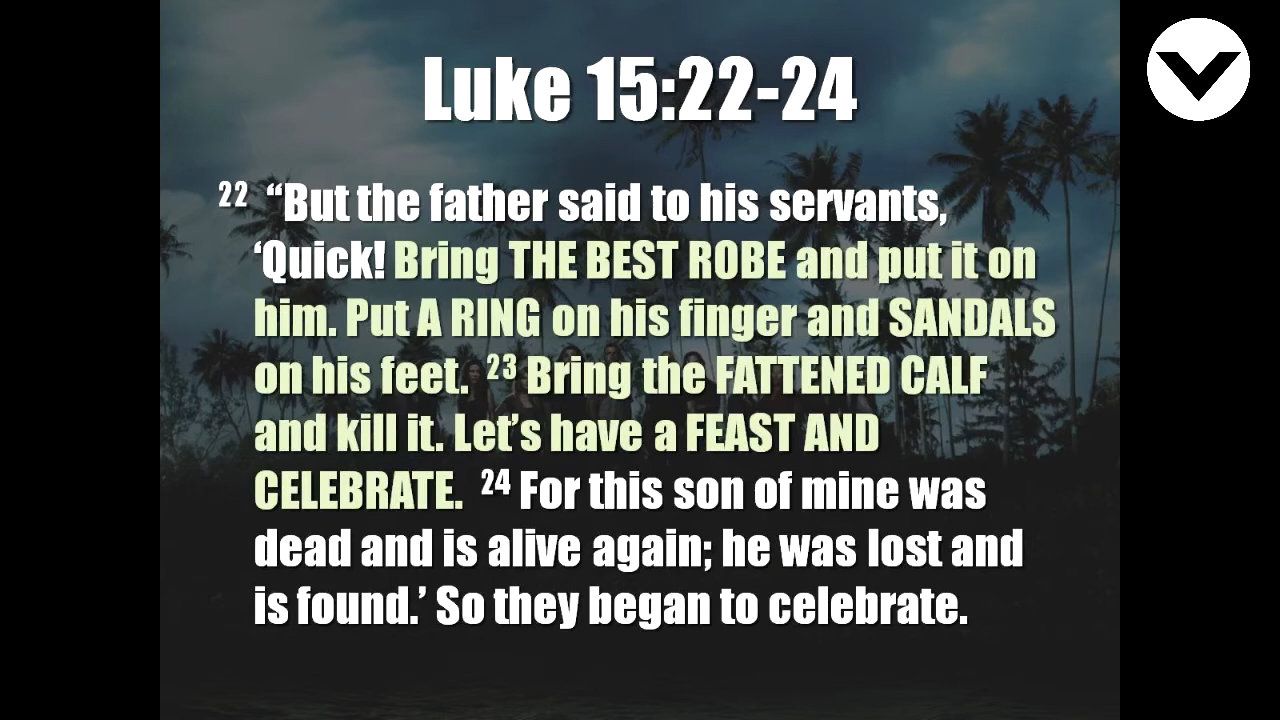 Luke 15:22-24
22 “But the father said to his servants,
‘Quick! Bring THE BEST ROBE and put it on
him. Put A RING on his finger and SANDALS
on his feet. 23 Bring the FATTENED CALF
and kill it. Let’s have a FEAST AND
CELEBRATE. 24 For this son of mine was
dead and is alive again; he was lost and
is found.’ So they began to celebrate.